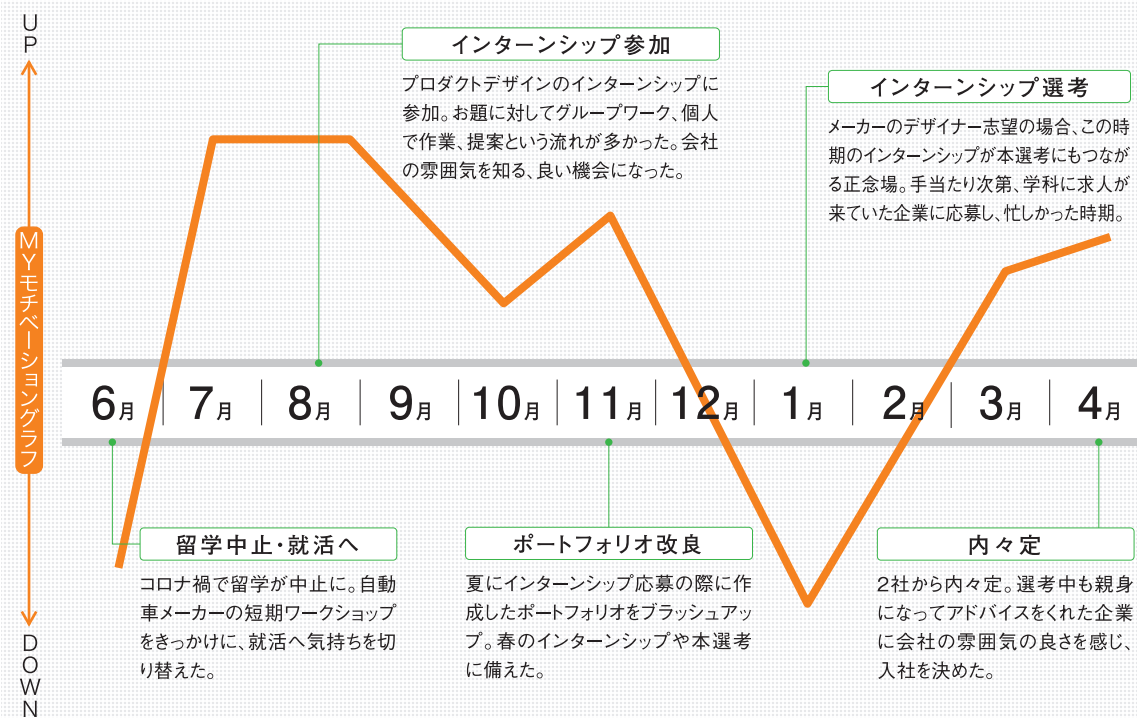 UP
MYモチベーショングラフ
DOWN
インターンシップ参加
プロダクトデザインのインターンシップに
参加。お題に対してグループワーク、個人
で作業、提案という流れが多かった。会社
の雰囲気を知る、良い機会になった。
インターンシップ選考
メーカーのデザイナー志望の場合、この時
期のインターンシップが本選考にもつなが
る正念場。手当たり次第、学科に求人が
来ていた企業に応募し、忙しかった時期。
6月 7月 8月 9月 10月 11月 12月 1月 2月 3月 4月
留学中止・就活へ
コロナ禍で留学が中止に。自動
車メーカーの短期ワークショップ
をきっかけに、就活へ気持ちを切
り替えた。
ポートフォリオ改良
夏にインターンシップ応募の際に作
成したポートフォリオをブラッシュアッ
プ。春のインターンシップや本選考
に備えた。
内々定
2社から内々定。選考中も親身
になってアドバイスをくれた企業
に会社の雰囲気の良さを感じ、
入社を決めた。